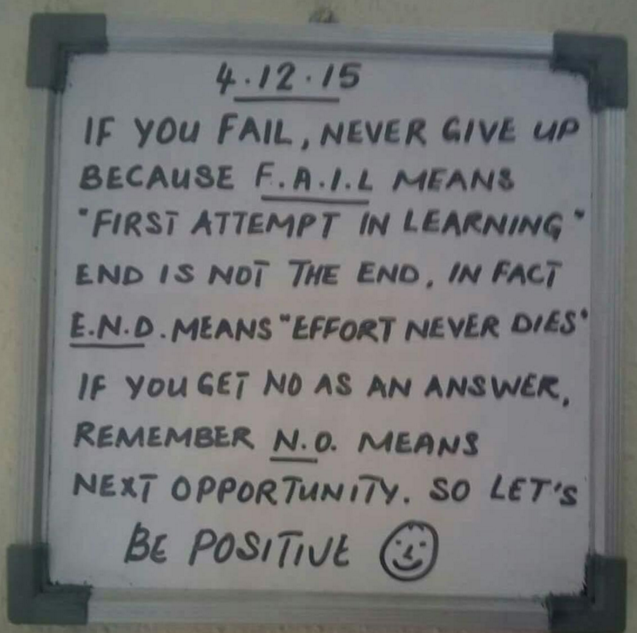 4.12.15
IF YOU FAIL, NEVER GIVE UP
BECAUSE F.A.I.L MEANS
"FIRST ATTEMPT IN LEARNING"
END IS NOT THE END, IN FACT
E.N.D. MEANS "EFFORT NEVER DIES"
IF YOU GET NO AS AN ANSWER,
REMEMBER N.O. MEANS
NEXT OPPORTUNITY. SO LET'S
BE POSITIVE